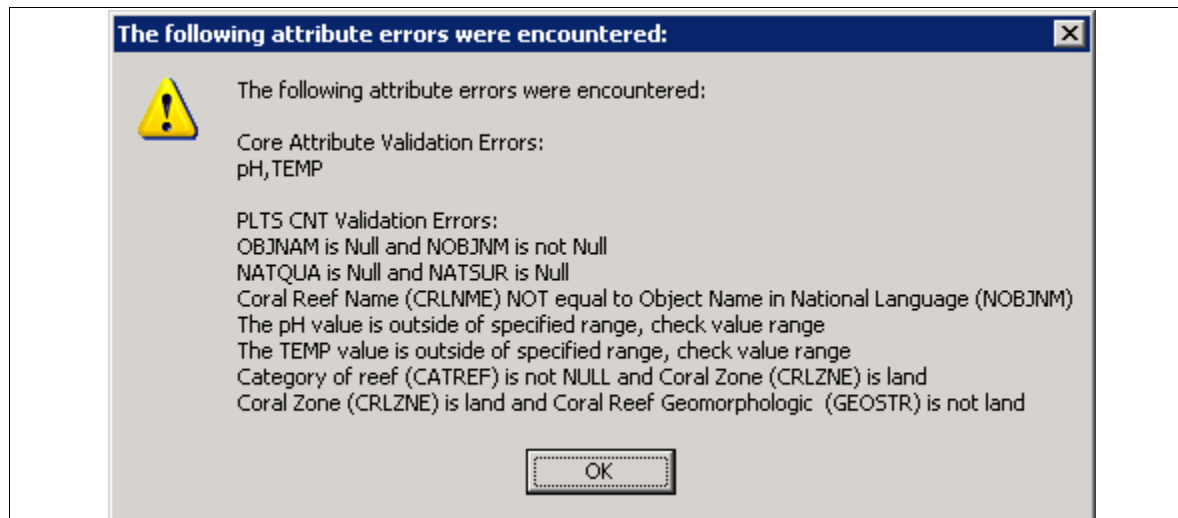 The following attribute errors were encountered:
The following attribute errors were encountered:
Core Attribute Validation Errors:
pH,TEMP
PLTS CNT Validation Errors:
OBJNAM is Null and NOBJNM is not Null
NATQUA is Null and NATSUR is Null
Coral Reef Name (CRLNME) NOT equal to Object Name in National Language (NOBJNM)
The pH value is outside of specified range, check value range
The TEMP value is outside of specified range, check value range
Category of reef (CATREF) is not NULL and Coral Zone (CRLZNE) is land
Coral Zone (CRLZNE) is land and Coral Reef Geomorphologic (GEOSTR) is not land
OK